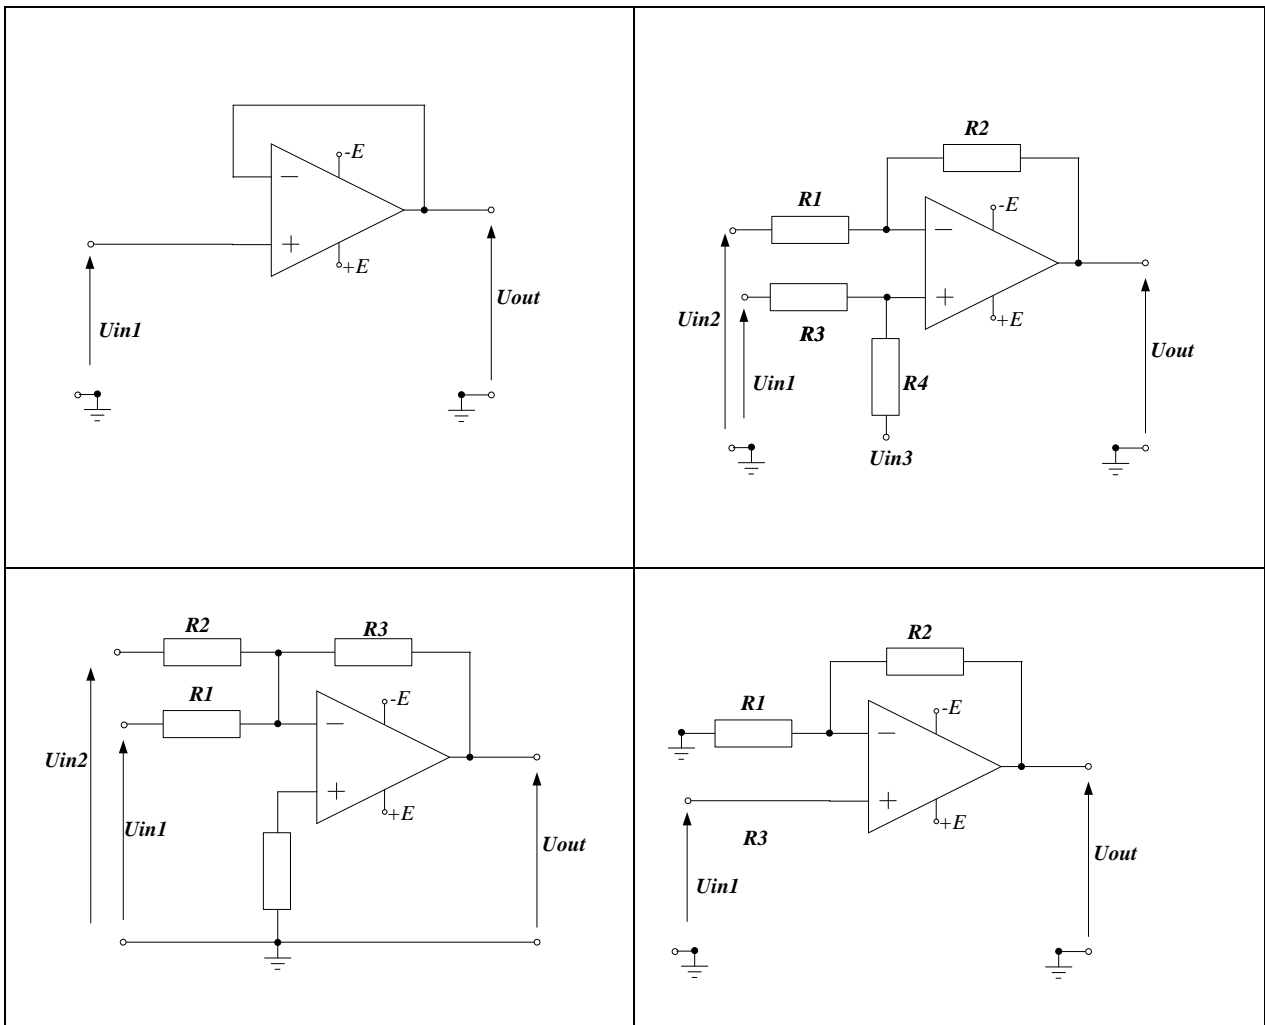 -E
−
+
+E
Uout
Uin1
R2
R1
-E
−
Uin2
+
+E
R3
Uout
Uin1
R4
Uin3
R2
R3
R1
-E
−
Uin2
+
+E
Uin1
Uout
R2
R1
-E
−
+
+E
R3
Uout
Uin1